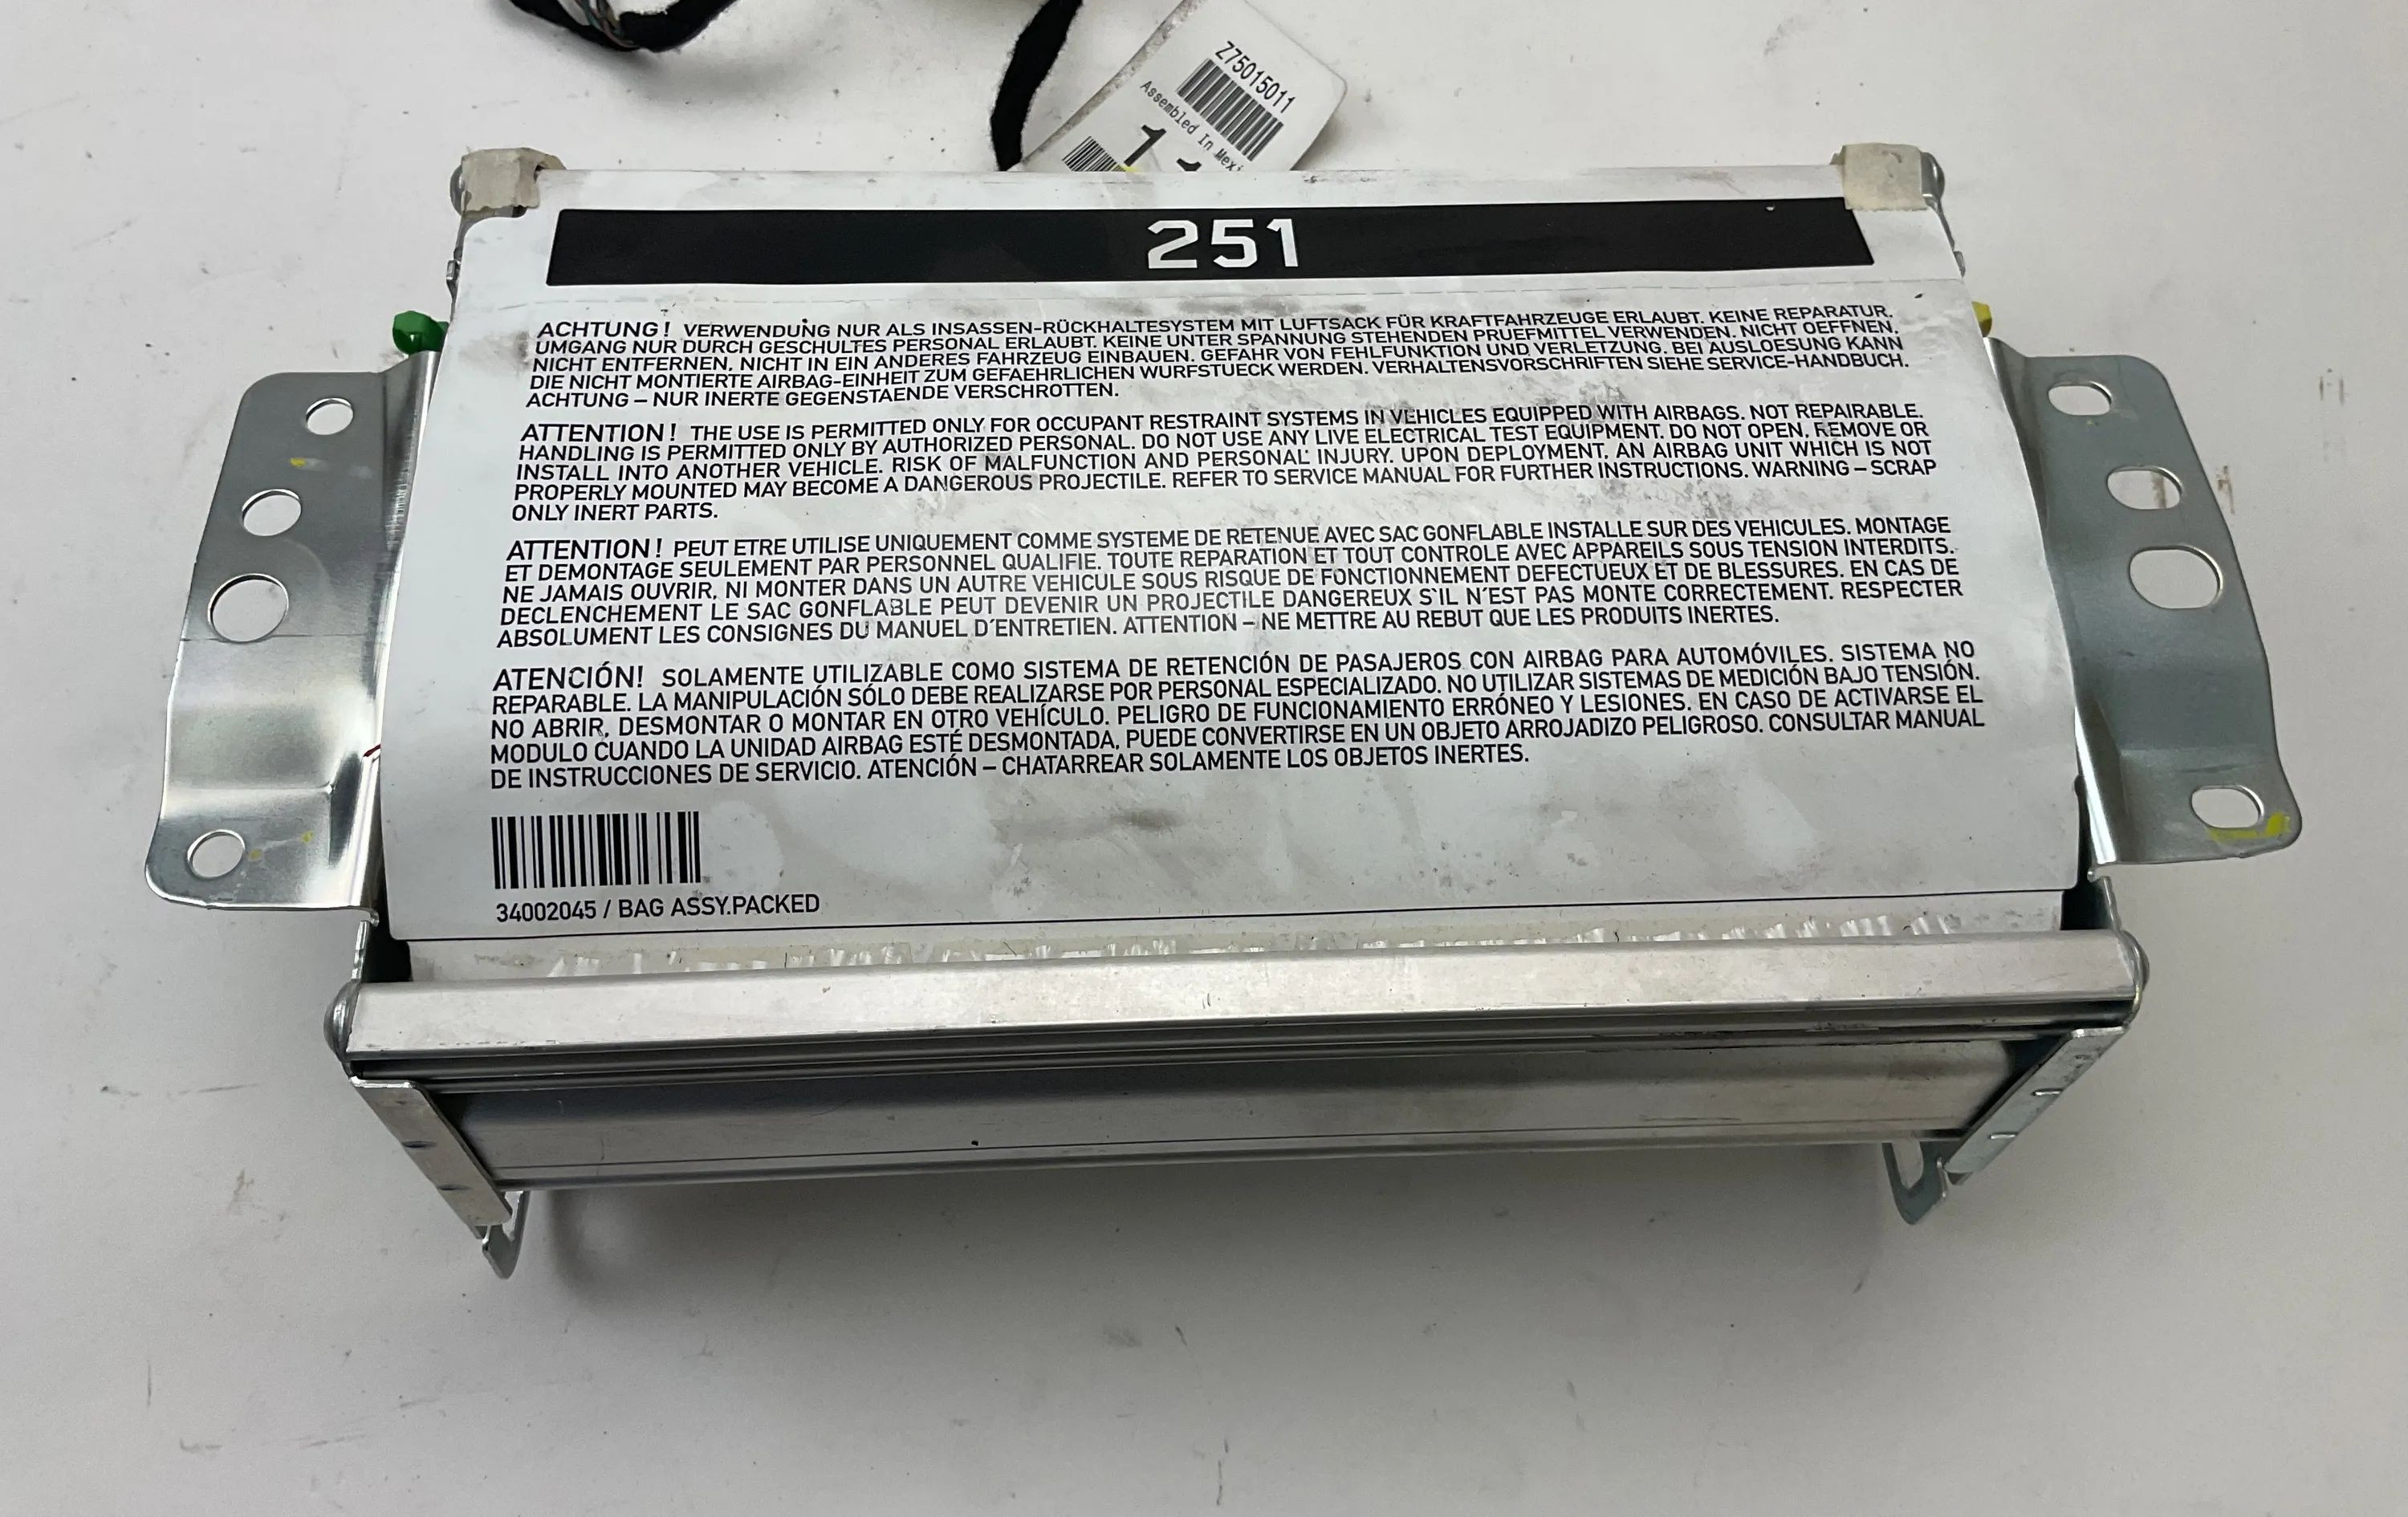 Z75015011
Assembled In Mexi
251
ACHTUNG! VERWENDUNG NUR ALS INSASSEN-RÜCKHALTESYSTEM MIT LUFTSACK FÜR KRAFTFAHRZEUGE ERLAUBT. KEINE REPARATUR.
UMGANG NUR DURCH GESCHULTES PERSONAL ERLAUBT. KEINE UNTER SPANNUNG STEHENDEN PRUEFMITTEL VERWENDEN. NICHT OEFFNEN.
NICHT ENTFERNEN, NICHT IN EIN ANDERES FAHRZEUG EINBAUEN. GEFAHR VON FEHLFUNKTION UND VERLETZUNG. BEI AUSLOESUNG KANN
DIE NICHT MONTIERTE AIRBAG-EINHEIT ZUM GEFAEHRLICHEN WURFSTUECK WERDEN. VERHALTENSVORSCHRIFTEN SIEHE SERVICE-HANDBUCH.
ACHTUNG – NUR INERTE GEGENSTAENDE VERSCHROTTEN.
ATTENTION! THE USE IS PERMITTED ONLY FOR OCCUPANT RESTRAINT SYSTEMS IN VEHICLES EQUIPPED WITH AIRBAGS. NOT REPAIRABLE.
HANDLING IS PERMITTED ONLY BY AUTHORIZED PERSONAL. DO NOT USE ANY LIVE ELECTRICAL TEST EQUIPMENT. DO NOT OPEN, REMOVE OR
INSTALL INTO ANOTHER VEHICLE. RISK OF MALFUNCTION AND PERSONAL INJURY. UPON DEPLOYMENT, AN AIRBAG UNIT WHICH IS NOT
PROPERLY MOUNTED MAY BECOME A DANGEROUS PROJECTILE. REFER TO SERVICE MANUAL FOR FURTHER INSTRUCTIONS. WARNING – SCRAP
ONLY INERT PARTS.
ATTENTION! PEUT ETRE UTILISE UNIQUEMENT COMME SYSTEME DE RETENUE AVEC SAC GONFLABLE INSTALLE SUR DES VEHICULES. MONTAGE
ET DEMONTAGE SEULEMENT PAR PERSONNEL QUALIFIE. TOUTE REPARATION ET TOUT CONTROLE AVEC APPAREILS SOUS TENSION INTERDITS.
NE JAMAIS OUVRIR, NI MONTER DANS UN AUTRE VEHICULE SOUS RISQUE DE FONCTIONNEMENT DEFECTUEUX ET DE BLESSURES. EN CAS DE
DECLENCHEMENT LE SAC GONFLABLE PEUT DEVENIR UN PROJECTILE DANGEREUX S'IL N'EST PAS MONTE CORRECTEMENT. RESPECTER
ABSOLUMENT LES CONSIGNES DU MANUEL D'ENTRETIEN. ATTENTION – NE METTRE AU REBUT QUE LES PRODUITS INERTES.
ATENCIÓN! SOLAMENTE UTILIZABLE COMO SISTEMA DE RETENCIÓN DE PASAJEROS CON AIRBAG PARA AUTOMÓVILES. SISTEMA NO
REPARABLE. LA MANIPULACIÓN SÓLO DEBE REALIZARSE POR PERSONAL ESPECIALIZADO. NO UTILIZAR SISTEMAS DE MEDICIÓN BAJO TENSIÓN.
NO ABRIR, DESMONTAR O MONTAR EN OTRO VEHÍCULO. PELIGRO DE FUNCIONAMIENTO ERRÓNEO Y LESIONES. EN CASO DE ACTIVARSE EL
MODULO CUANDO LA UNIDAD AIRBAG ESTÉ DESMONTADA, PUEDE CONVERTIRSE EN UN OBJETO ARROJADIZO PELIGROSO. CONSULTAR MANUAL
DE INSTRUCCIONES DE SERVICIO. ATENCIÓN – CHATARREAR SOLAMENTE LOS OBJETOS INERTES.
34002045 / BAG ASSY.PACKED